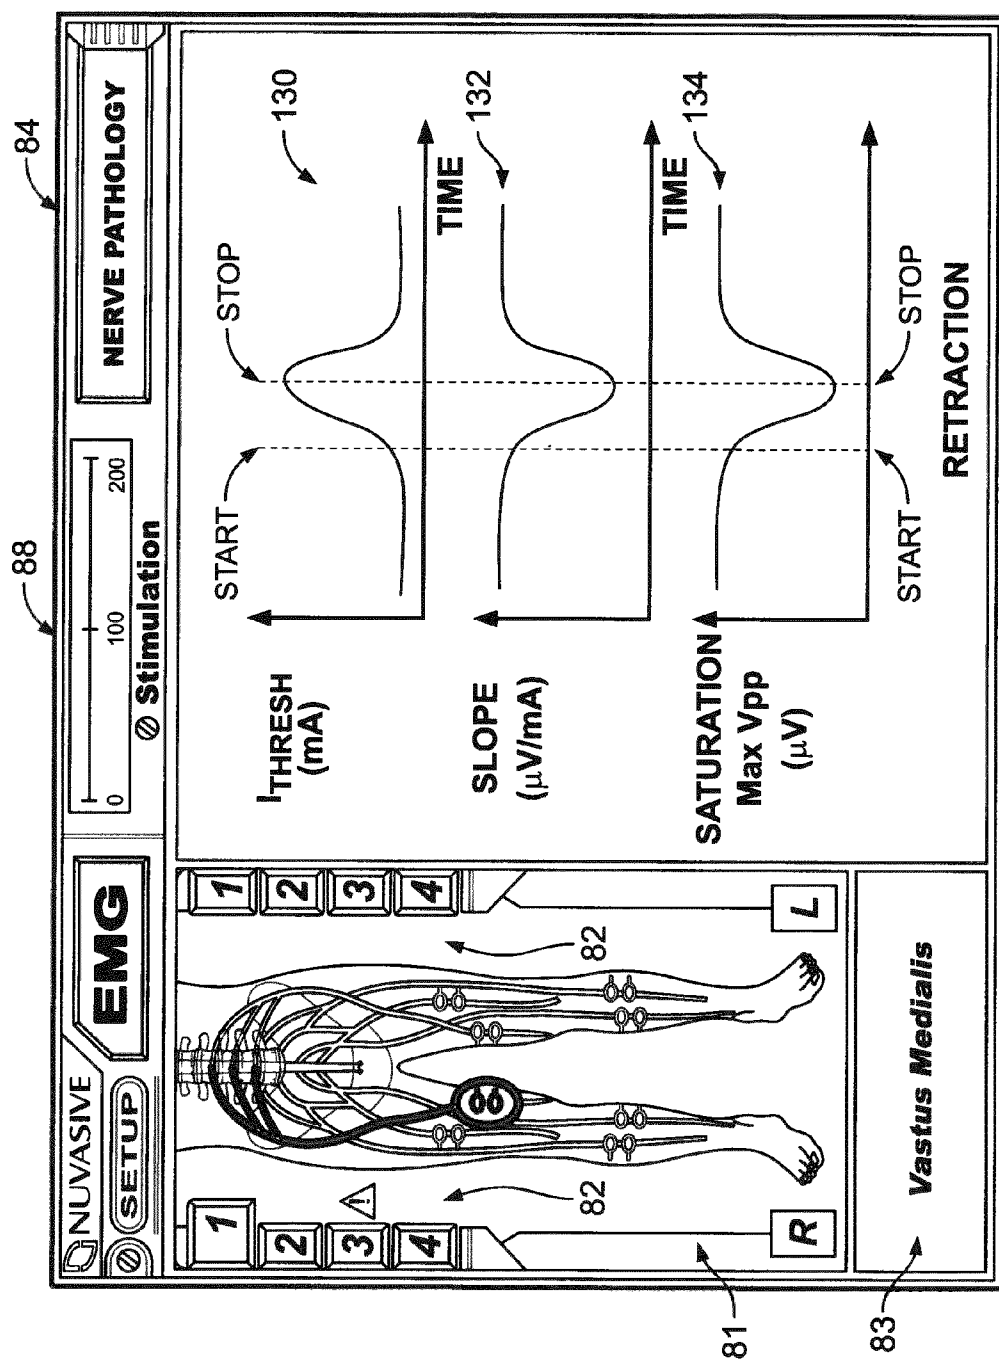 88
84
NUVASIVE
SETUP
EMG
0
100
200
Stimulation
NERVE PATHOLOGY
1
2
3
4
1
2
3
4
82
82
R
L
81
83
Vastus Medialis
START
STOP
130
ITHRESH
(mA)
TIME
132
SLOPE
(μV/mA)
TIME
134
SATURATION
Max Vpp
(μV)
START
STOP
RETRACTION